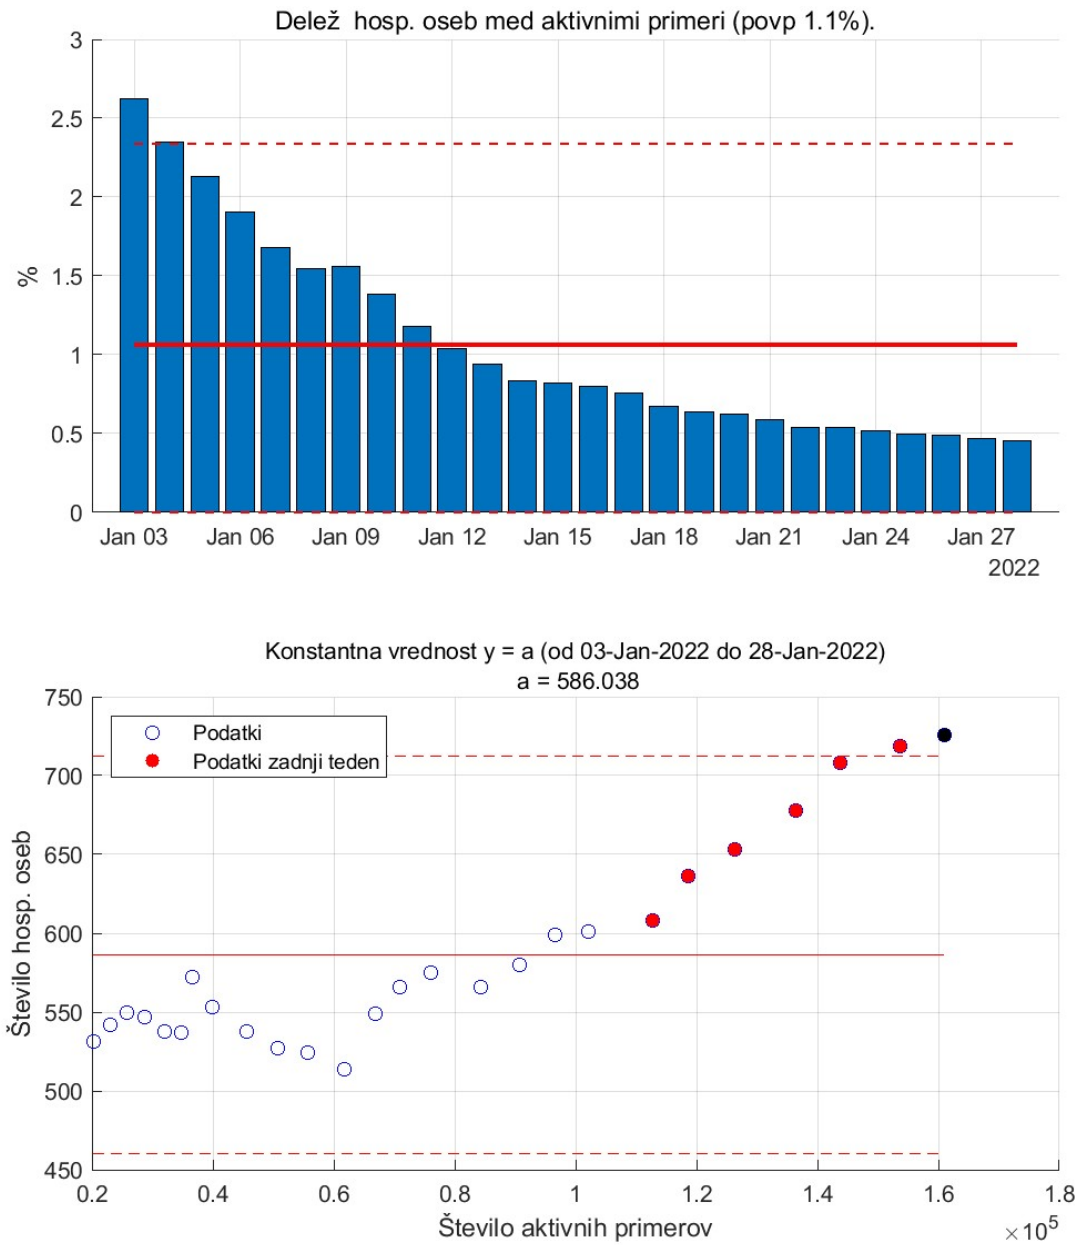 Delež  hosp. oseb med aktivnimi primeri (povp 1.1%).
3
2.5
2
1.5
1
0.5
0
%
Jan 03 Jan 06 Jan 09 Jan 12 Jan 15 Jan 18 Jan 21 Jan 24 Jan 27
2022
Konstantna vrednost y = a (od 03-Jan-2022 do 28-Jan-2022)
a = 586.038
750
700
650
600
550
500
450
Število hosp. oseb
Podatki
Podatki zadnji teden
0.2 0.4 0.6 0.8 1 1.2 1.4 1.6 1.8
Število aktivnih primerov
×10⁵